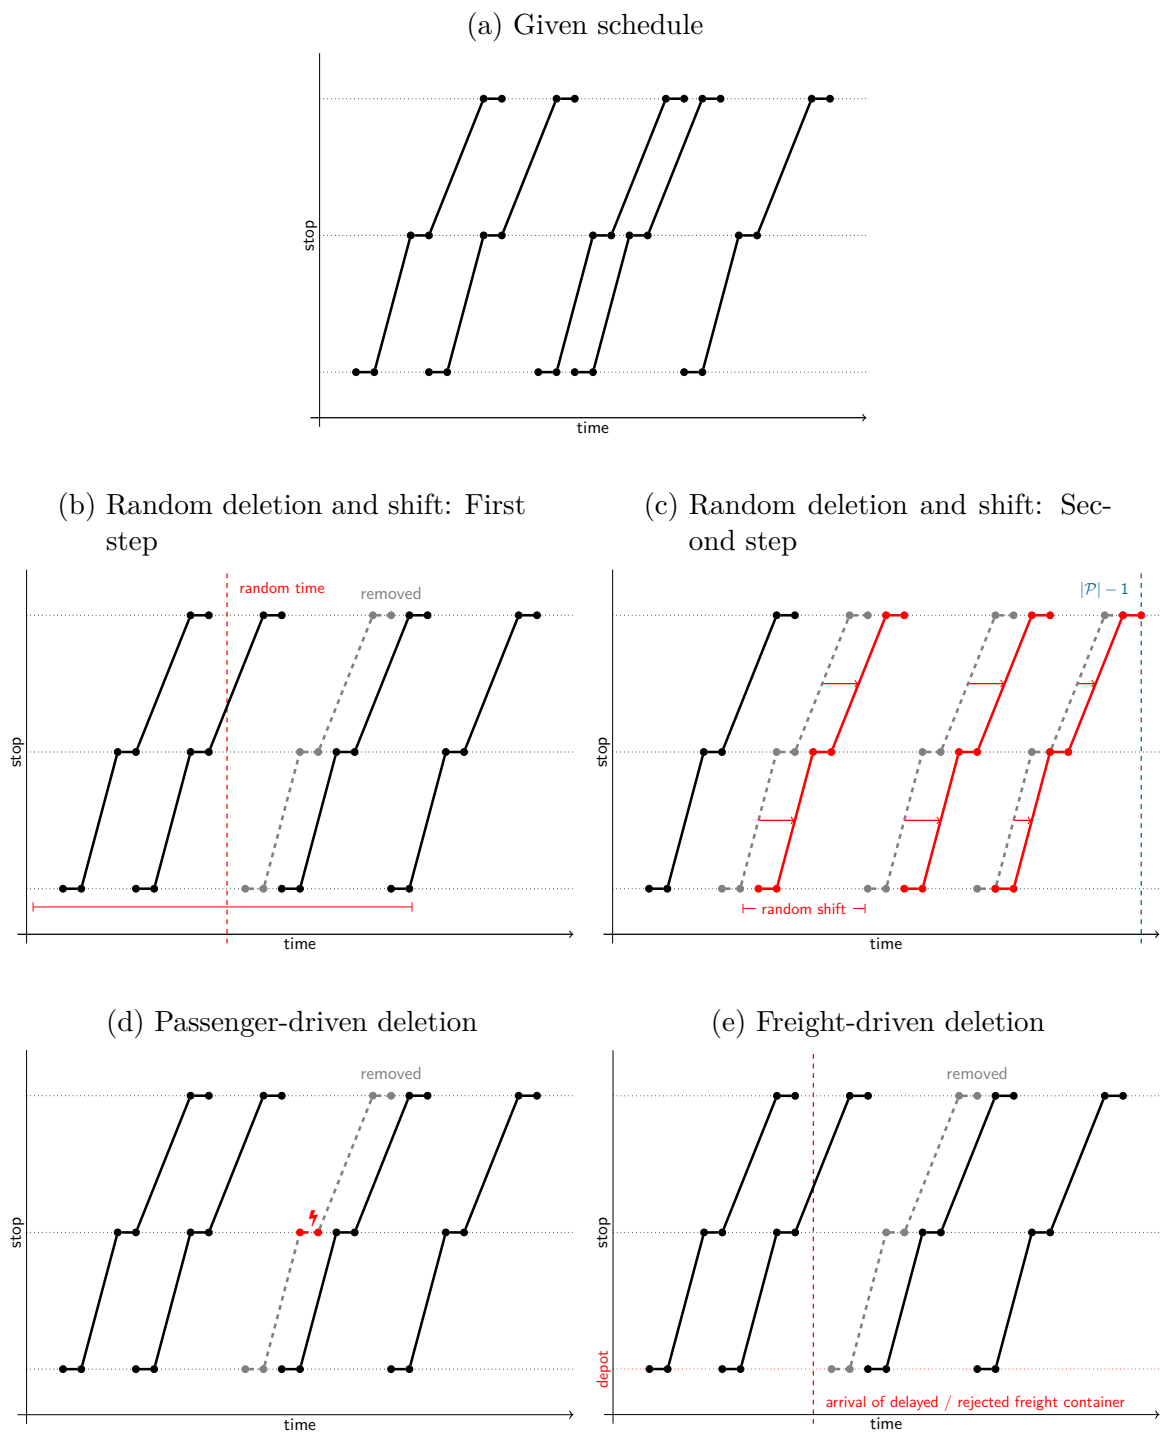 (a) Given schedule
stop
time
(b) Random deletion and shift: First
step
random time
removed
stop
time
(c) Random deletion and shift: Sec-
ond step
|𝒫| − 1
stop
random shift
time
(d) Passenger-driven deletion
removed
stop
time
(e) Freight-driven deletion
removed
stop
depot
arrival of delayed / rejected freight container
time